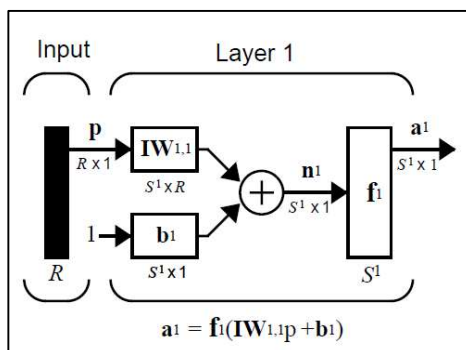 Input Layer 1
p a1
R x 1 IW1,1 n1 S1 x 1
S1 x R S1 x 1 f1
1 b1
R S1 x 1 S1
a1 = f1(IW1,1p +b1)